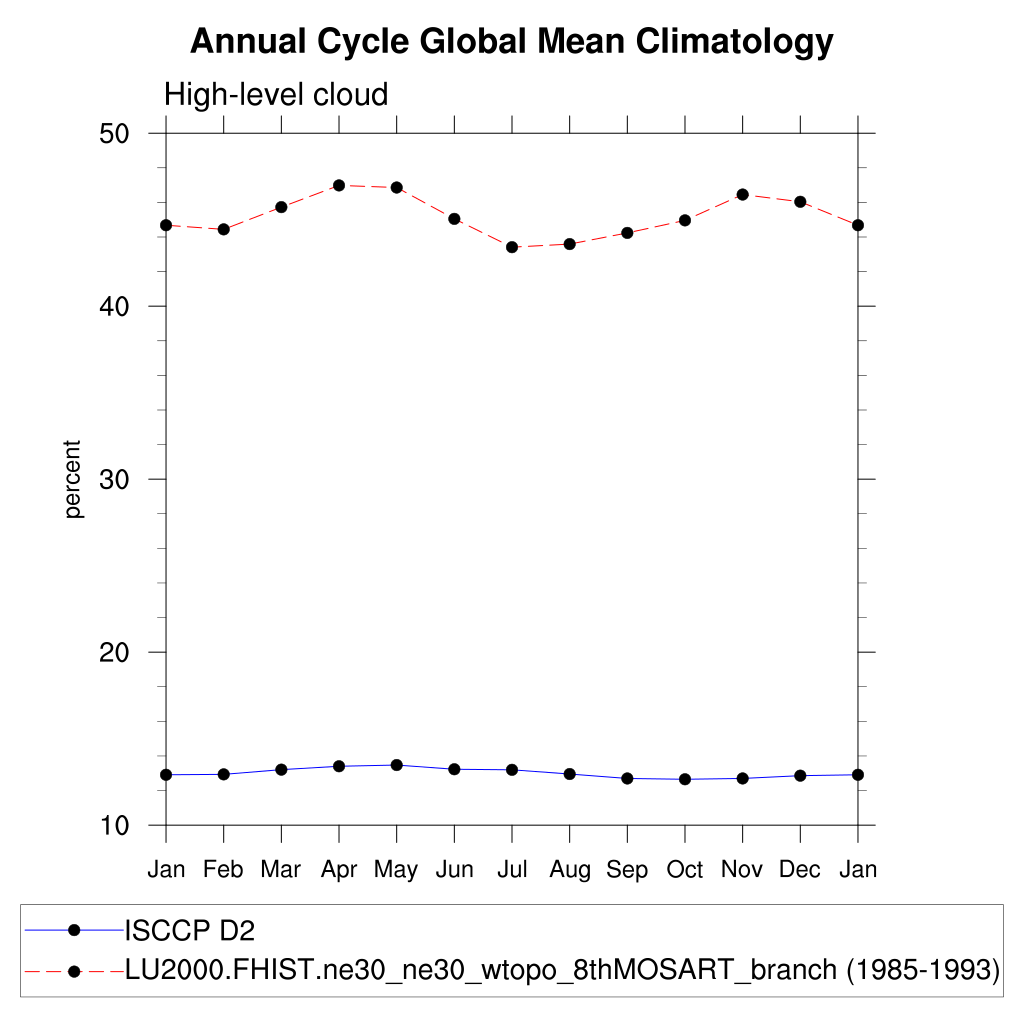 Annual Cycle Global Mean Climatology
High-level cloud
50
40
30
20
10
percent
Jan Feb Mar Apr May Jun Jul Aug Sep Oct Nov Dec Jan
ISCCP D2
LU2000.FHIST.ne30_ne30_wtopo_8thMOSART_branch (1985-1993)